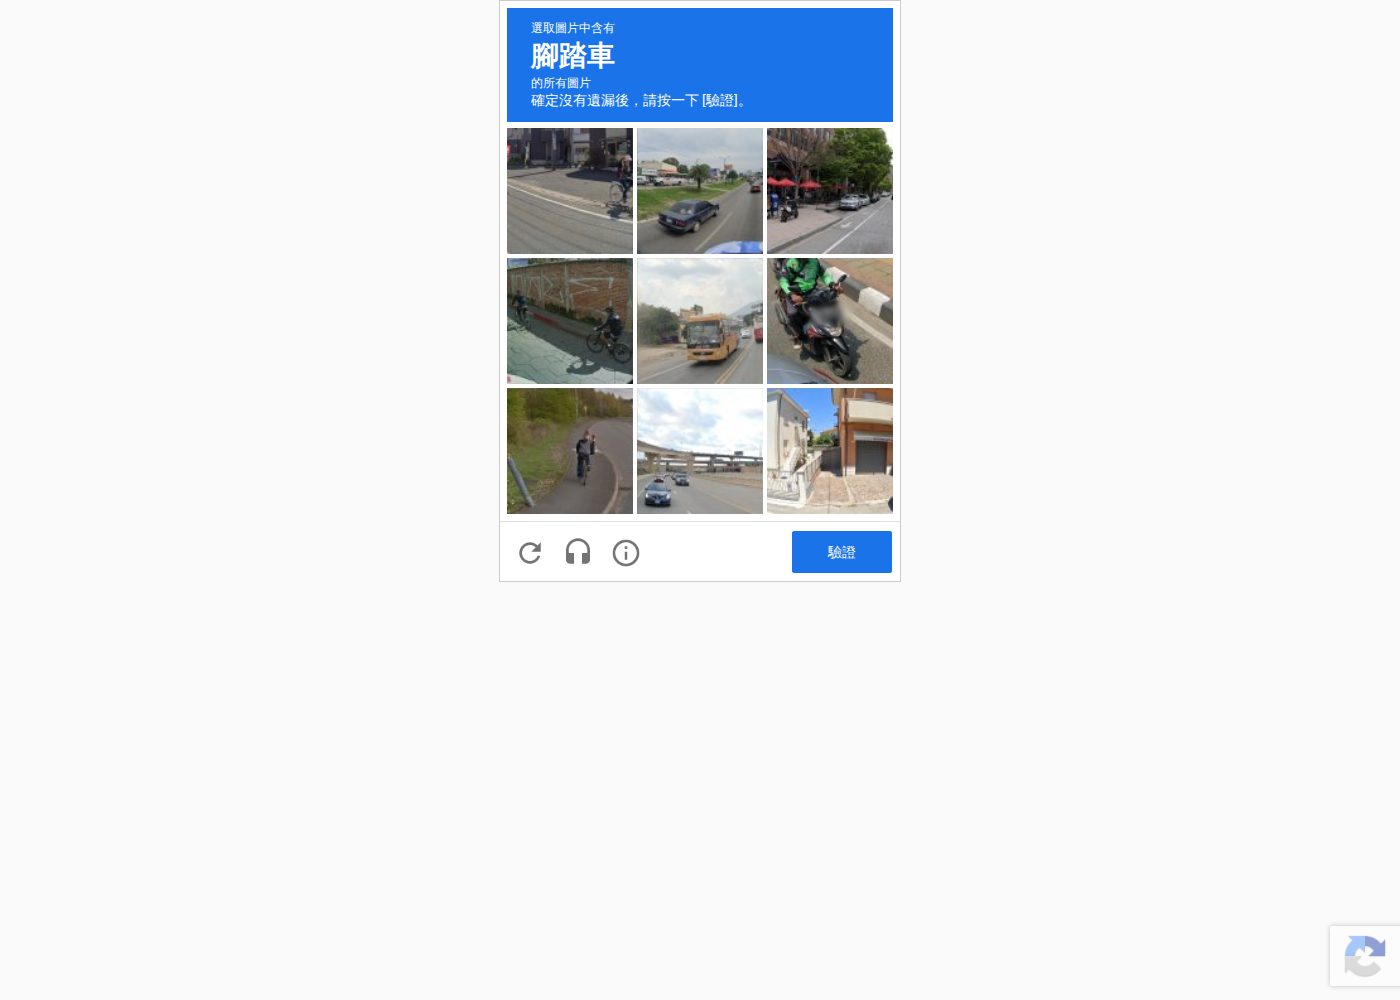 選取圖片中含有
腳踏車
的所有圖片
確定沒有遺漏後，請按一下 [驗證]。
驗證